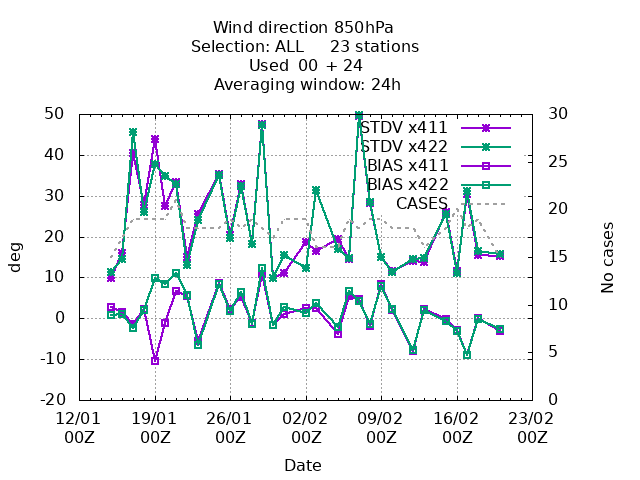 Wind direction 850hPa
Selection: ALL 23 stations
Used 00 + 24
Averaging window: 24h
50
40
30
20
10
0
-10
-20
deg
30
25
20
15
10
5
0
No cases
STDV x411
STDV x422
BIAS x411
BIAS x422
CASES
12/01 19/01 26/01 02/02 09/02 16/02 23/02
00Z 00Z 00Z 00Z 00Z 00Z 00Z
Date